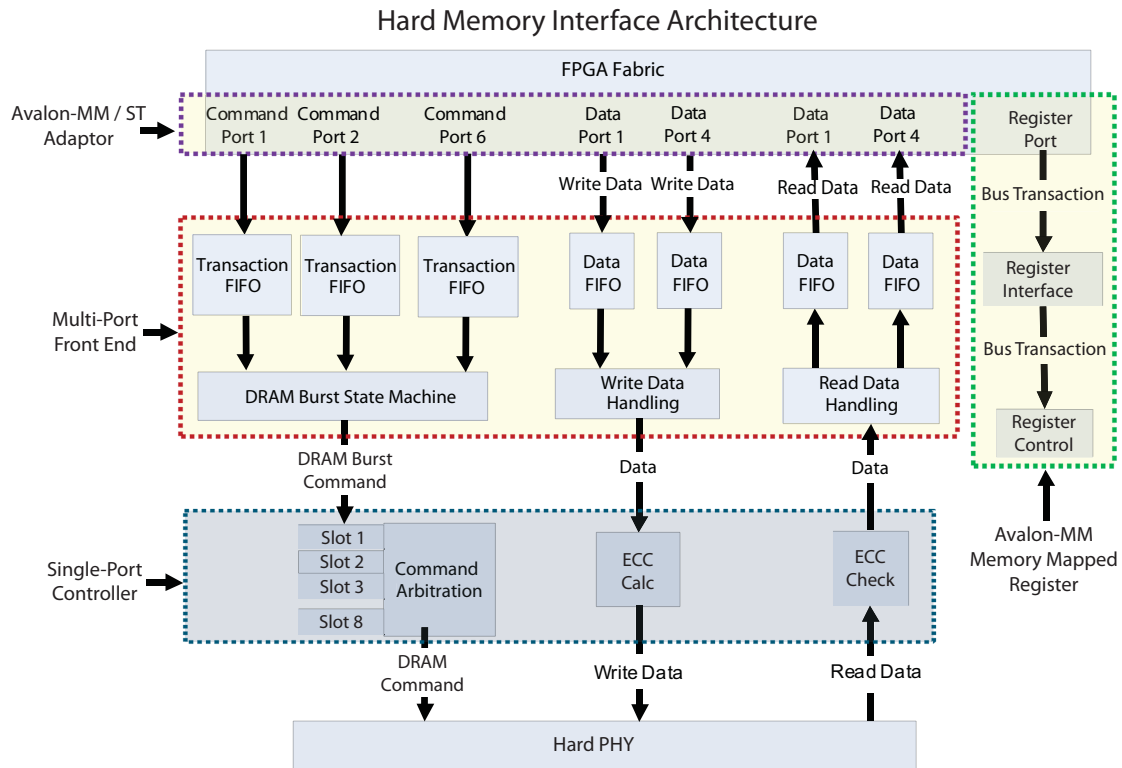 Hard Memory Interface Architecture
FPGA Fabric
Avalon-MM / ST
Adaptor
Command
Port 1
Command
Port 2
Command
Port 6
Data
Port 1
Data
Port 4
Data
Port 1
Data
Port 4
Register
Port
Write Data
Write Data
Read Data
Read Data
Bus Transaction
Multi-Port
Front End
Transaction
FIFO
Transaction
FIFO
Transaction
FIFO
Data
FIFO
Data
FIFO
Data
FIFO
Data
FIFO
Register
Interface
Bus Transaction
DRAM Burst State Machine
Write Data
Handling
Read Data
Handling
Register
Control
DRAM Burst
Command
Data
Data
Avalon-MM
Memory Mapped
Register
Single-Port
Controller
Slot 1
Slot 2
Slot 3
Slot 8
Command
Arbitration
ECC
Calc
ECC
Check
DRAM
Command
Write Data
Read Data
Hard PHY